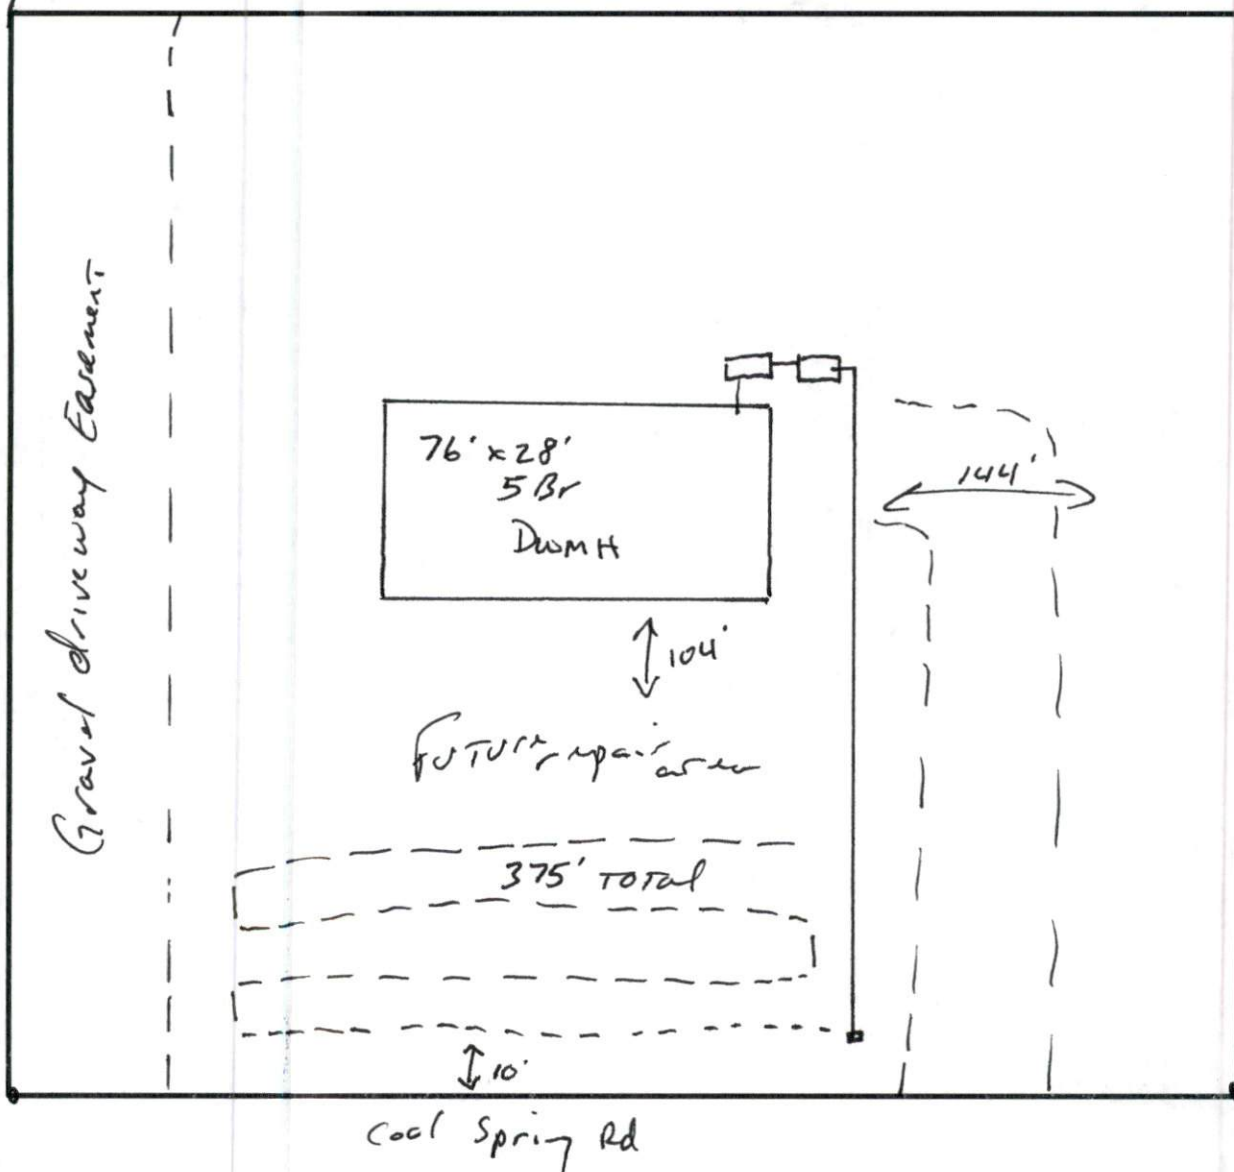 Gravel driveway Easement
76' x 28'
5 Br
DWMH
144'
104'
Future repair area
375' Total
10'
Cool Spring Rd